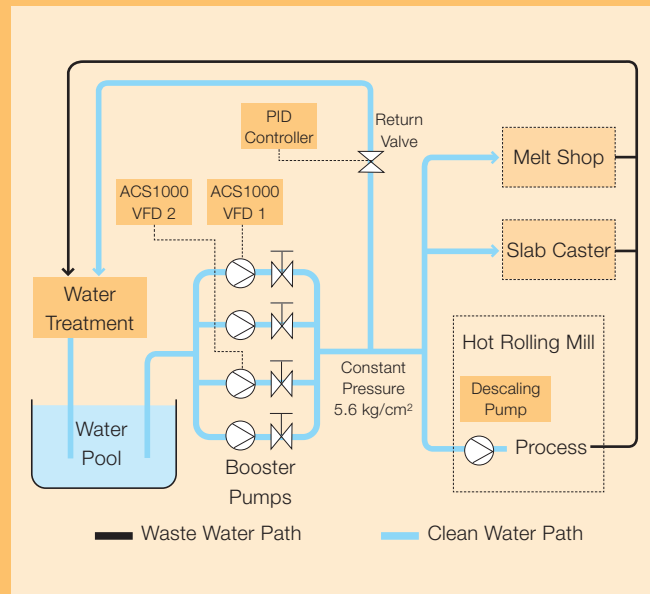 PID
Controller
Return
Valve
ACS1000
VFD 2
ACS1000
VFD 1
Melt Shop
Slab Caster
Water
Treatment
Hot Rolling Mill
Constant
Pressure
5.6 kg/cm²
Descaling
Pump
Process
Water
Pool
Booster
Pumps
Waste Water Path
Clean Water Path